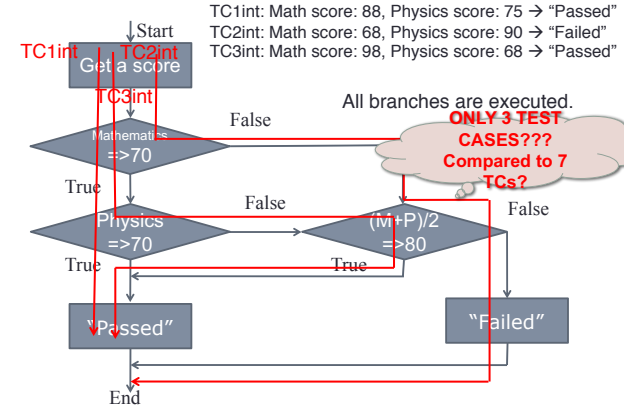 TC1int: Math score: 88, Physics score: 75 → “Passed”
TC2int: Math score: 68, Physics score: 90 → “Failed”
TC3int: Math score: 98, Physics score: 68 → “Passed”
Start
TC1int
TC2int
Get a score
TC3int
All branches are executed.
Mathematics
=>70
False
ONLY 3 TEST
CASES???
Compared to 7
TCs?
True
Physics
=>70
False
(M+P)/2
=>80
False
True
True
“Passed”
“Failed”
End